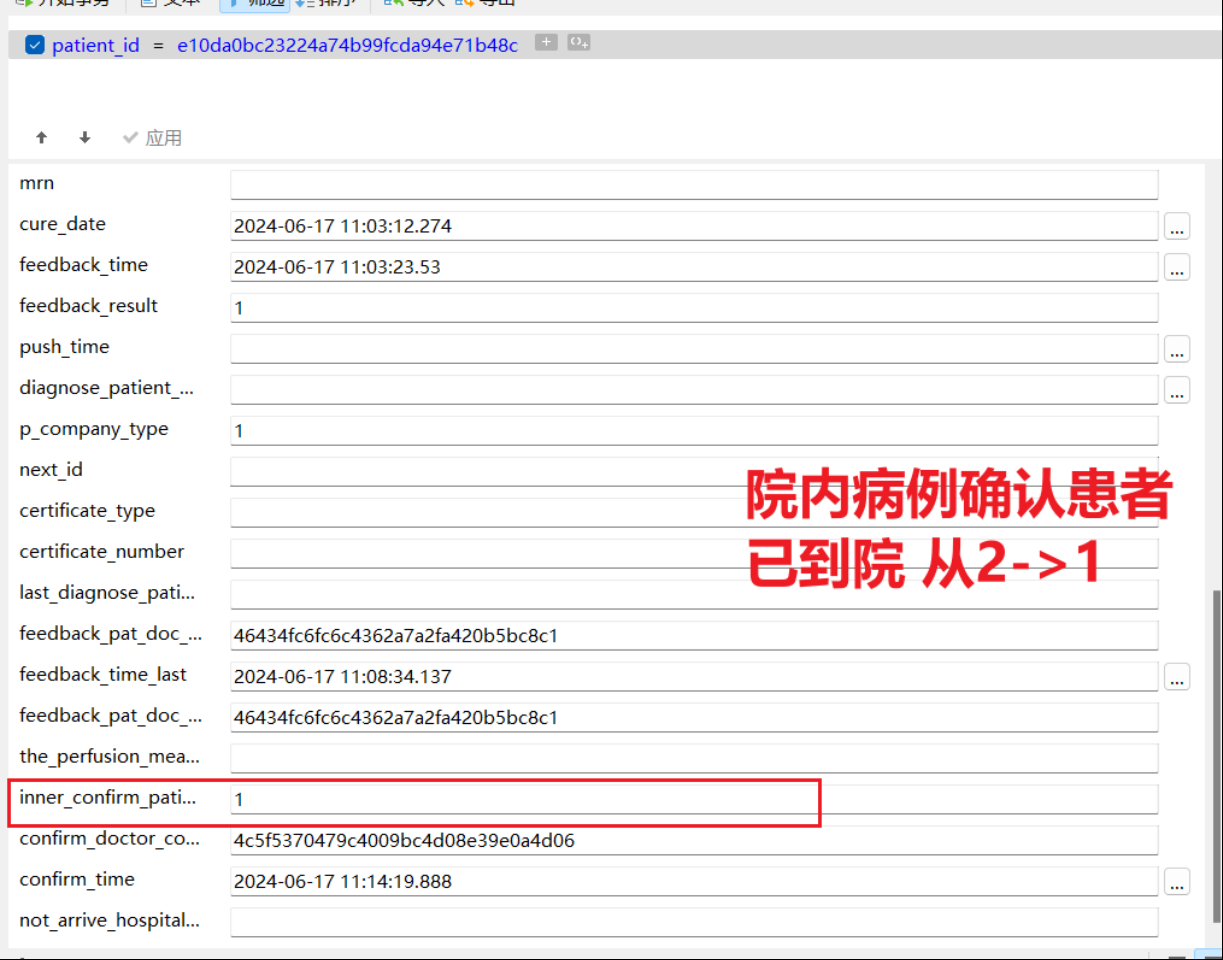 开始事务 文本 筛选 排序 导入 导出
patient_id = e10da0bc23224a74b99fcda94e71b48c
应用
mrn
cure_date 2024-06-17 11:03:12.274 ...
feedback_time 2024-06-17 11:03:23.53 ...
feedback_result 1
push_time ...
diagnose_patient_... ...
p_company_type 1
next_id
certificate_type
院内病例确认患者
certificate_number
已到院 从2->1
last_diagnose_pati...
feedback_pat_doc_... 46434fc6fc6c4362a7a2fa420b5bc8c1
feedback_time_last 2024-06-17 11:08:34.137 ...
feedback_pat_doc_... 46434fc6fc6c4362a7a2fa420b5bc8c1
the_perfusion_mea...
inner_confirm_pati... 1
confirm_doctor_co... 4c5f5370479c4009bc4d08e39e0a4d06
confirm_time 2024-06-17 11:14:19.888 ...
not_arrive_hospital...